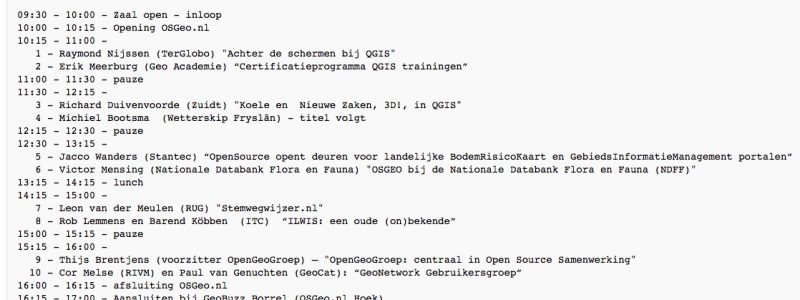 09:30 - 10:00 - Zaal open - inloop
10:00 - 10:15 - Opening OSGeo.nl
10:15 - 11:00 -
1 - Raymond Nijssen (TerGlobo) "Achter de schermen bij QGIS"
2 - Erik Meerburg (Geo Academie) “Certificatieprogramma QGIS trainingen”
11:00 - 11:30 - pauze
11:30 - 12:15 -
3 - Richard Duivenvoorde (Zuidt) "Koele en  Nieuwe Zaken, 3D!, in QGIS"
4 - Michiel Bootsma  (Wetterskip Fryslân) - titel volgt
12:15 - 12:30 - pauze
12:30 - 13:15 -
5 - Jacco Wanders (Stantec) “OpenSource opent deuren voor landelijke BodemRisicoKaart en GebiedsInformatieManagement portalen”
6 - Victor Mensing (Nationale Databank Flora en Fauna) "OSGEO bij de Nationale Databank Flora en Fauna (NDFF)"
13:15 - 14:15 - lunch
14:15 - 15:00 -
7 - Leon van der Meulen (RUG) "Stemwegwijzer.nl"
8 - Rob Lemmens en Barend Köbben  (ITC)  “ILWIS: een oude (on)bekende”
15:00 - 15:15 - pauze
15:15 - 16:00 -
9 - Thijs Brentjens (voorzitter OpenGeoGroep) – "OpenGeoGroep: centraal in Open Source Samenwerking"
10 - Cor Melse (RIVM) en Paul van Genuchten (GeoCat): “GeoNetwork Gebruikersgroep”
16:00 - 16:15 - afsluiting OSGeo.nl
16:15 - 17:00 - Aansluiten bij GeoBuzz Borrel (OSGeo.nl Hoek)